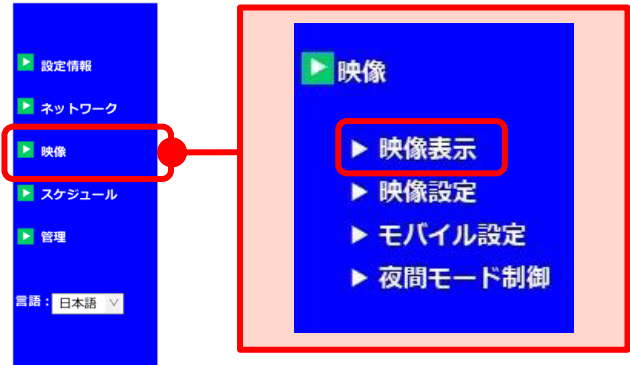 設定情報
ネットワーク
映像
スケジュール
管理
言語：日本語
映像
映像表示
映像設定
モバイル設定
夜間モード制御